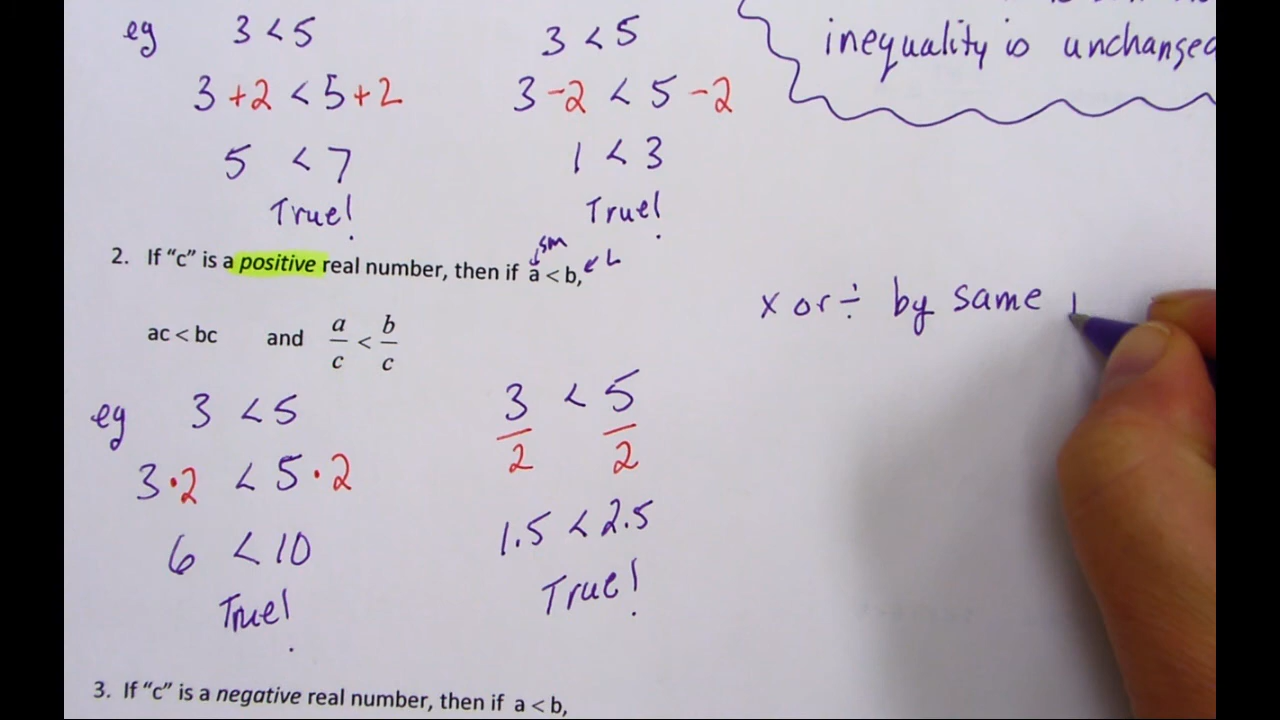 eg 3 < 5 3 < 5
inequality is unchanged
3 +2 < 5 +2 3 -2 < 5 -2
5 < 7 1 < 3
True! True!
sm
2. If “c” is a positive real number, then if a < b, L
x or ÷ by same
ac < bc and a/c < b/c
eg 3 < 5 3/2 < 5/2
3·2 < 5·2
6 < 10 1.5 < 2.5
True! True!
3. If “c” is a negative real number, then if a < b,